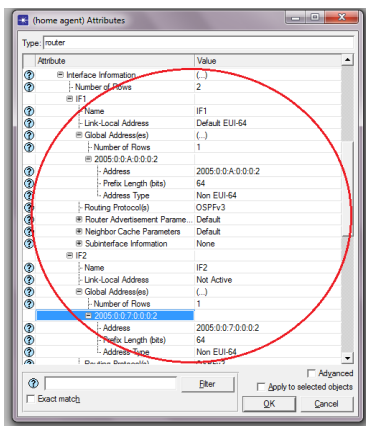 (home agent) Attributes
Type: router
Attribute Value
Interface Information (...)
Number of Rows 2
IF1
Name IF1
Link-Local Address Default EUI-64
Global Address(es) (...)
Number of Rows 1
2005:0:0:A:0:0:0:2
Address 2005:0:0:A:0:0:0:2
Prefix Length (bits) 64
Address Type Non EUI-64
Routing Protocol(s) OSPFv3
Router Advertisement Parame... Default
Neighbor Cache Parameters Default
Subinterface Information None
IF2
Name IF2
Link-Local Address Not Active
Global Address(es) (...)
Number of Rows 1
2005:0:0:7:0:0:0:2
Address 2005:0:0:7:0:0:0:2
Prefix Length (bits) 64
Address Type Non EUI-64
Routing Protocol(s) OSPFv3
Advanced
Filter
Apply to selected objects
Exact match
OK Cancel